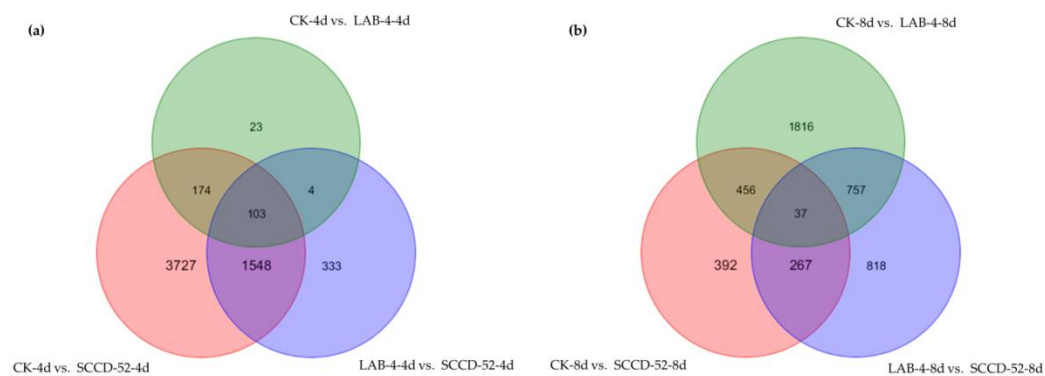 CK-4d vs. LAB-4-4d
(a)
23
174
4
103
3727
1548
333
CK-4d vs. SCCD-52-4d
LAB-4-4d vs. SCCD-52-4d
CK-8d vs. LAB-4-8d
(b)
1816
456
757
37
392
267
818
CK-8d vs. SCCD-52-8d
LAB-4-8d vs. SCCD-52-8d